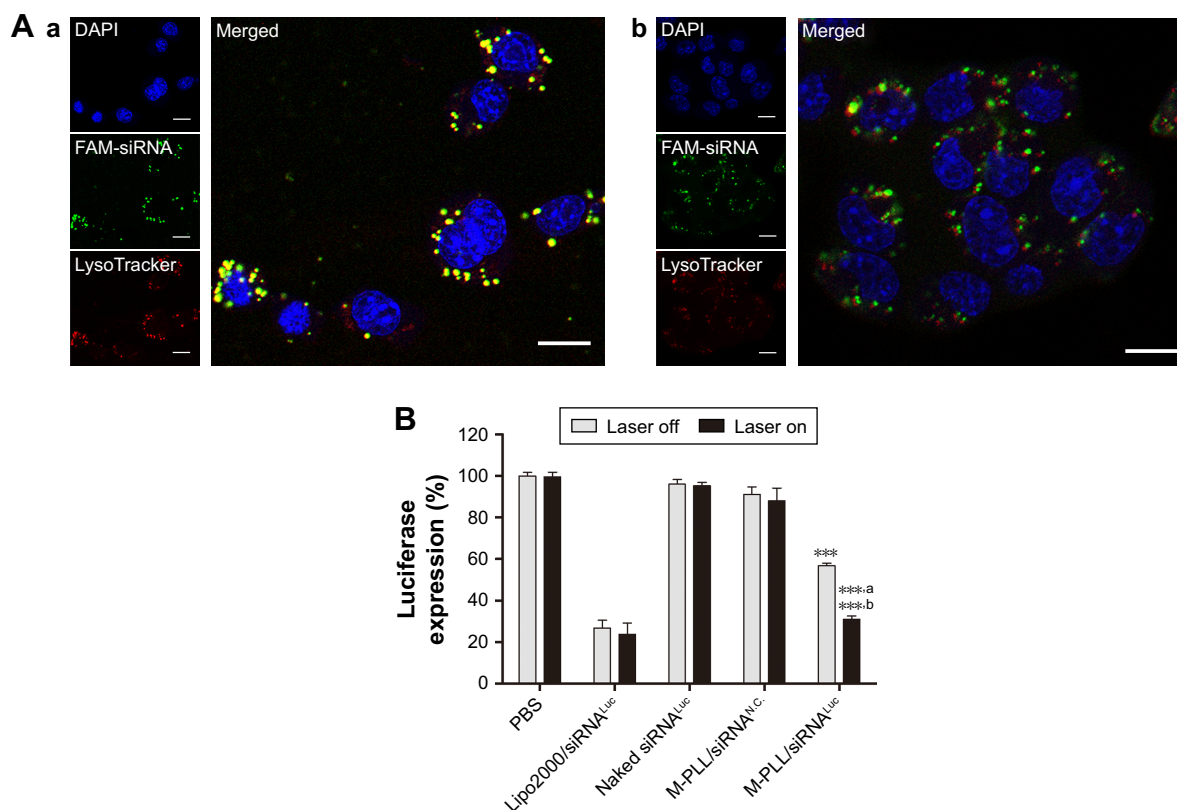 A a
DAPI
FAM-siRNA
LysoTracker
Merged
b
DAPI
FAM-siRNA
LysoTracker
Merged
B
Laser off Laser on
Luciferase
expression (%)
120
100
80
60
40
20
0
***
***,a
***,b
PBS
Lipo2000/siRNA^Luc
Naked siRNA^Luc
M-PLL/siRNA^N.C.
M-PLL/siRNA^Luc